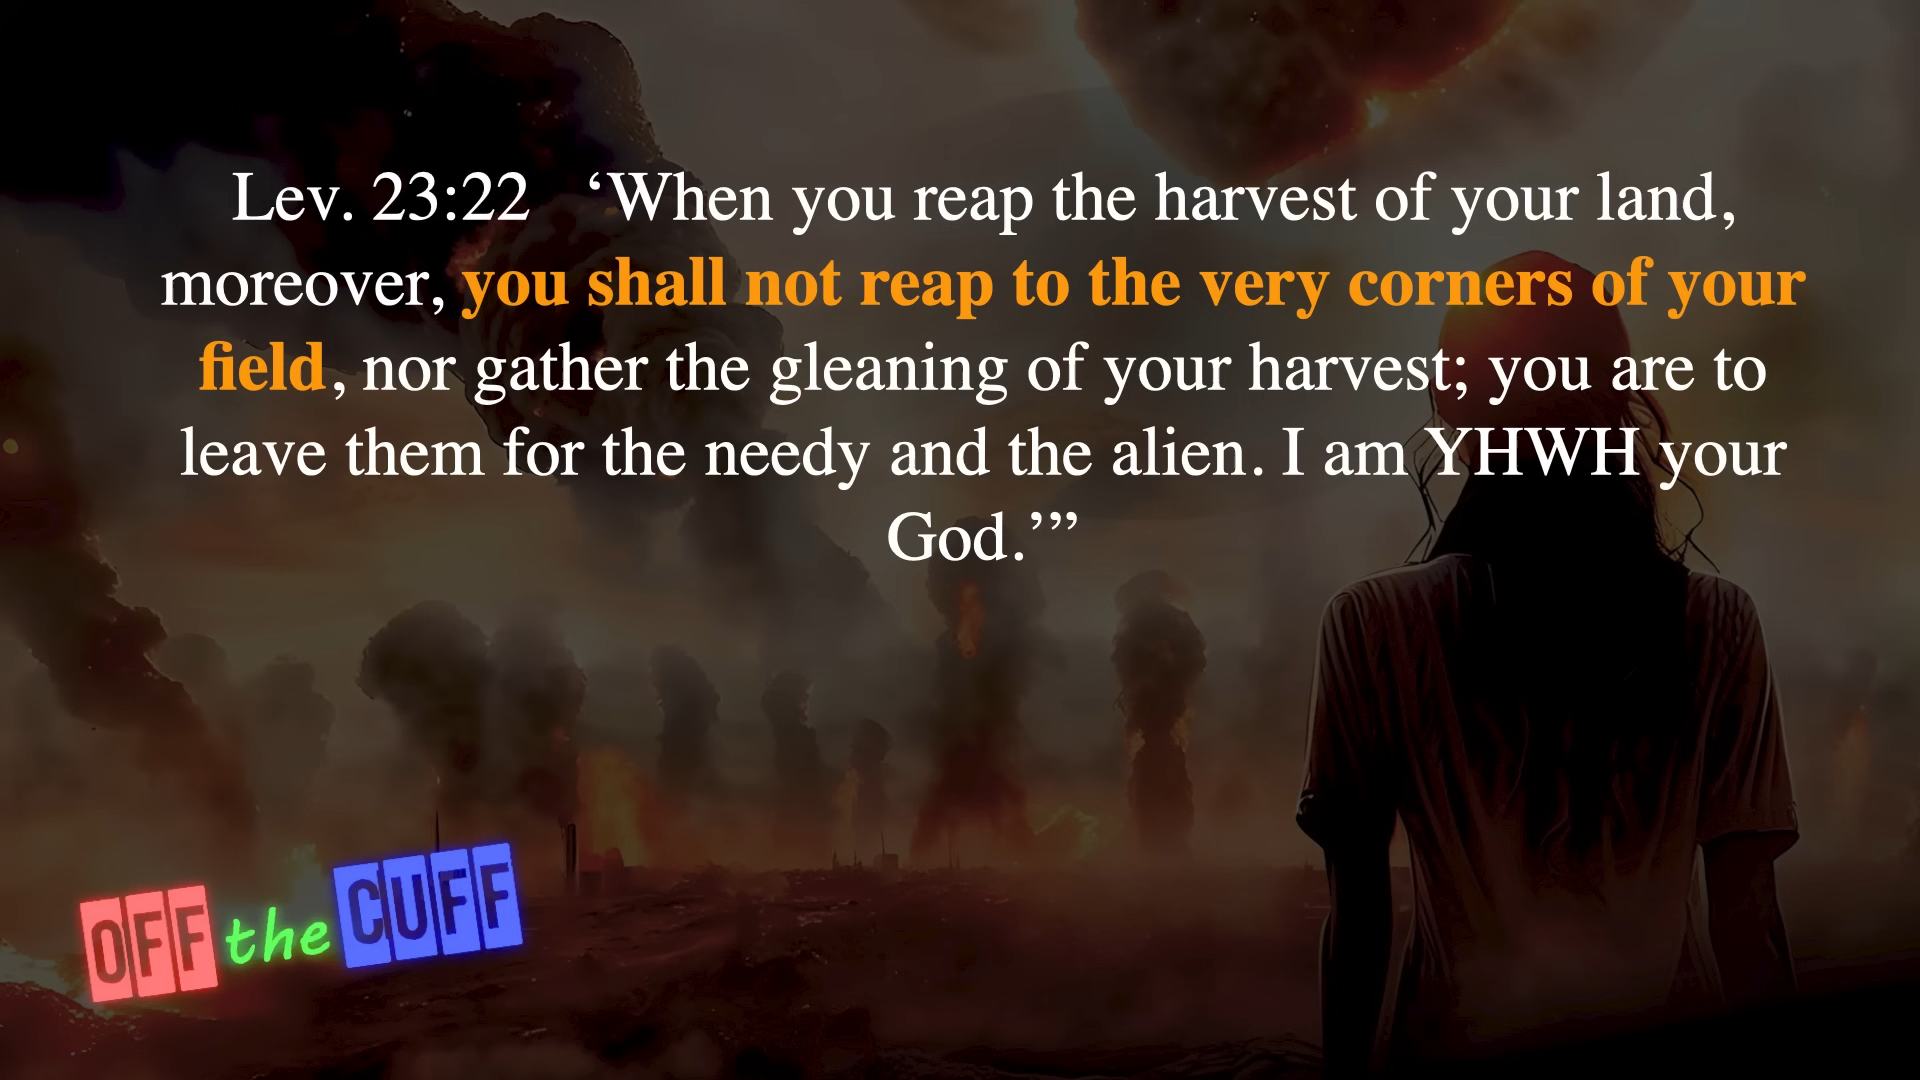 Lev. 23:22 ‘When you reap the harvest of your land,
moreover, you shall not reap to the very corners of your
field, nor gather the gleaning of your harvest; you are to
leave them for the needy and the alien. I am YHWH your
God.’”
OFF the CUFF